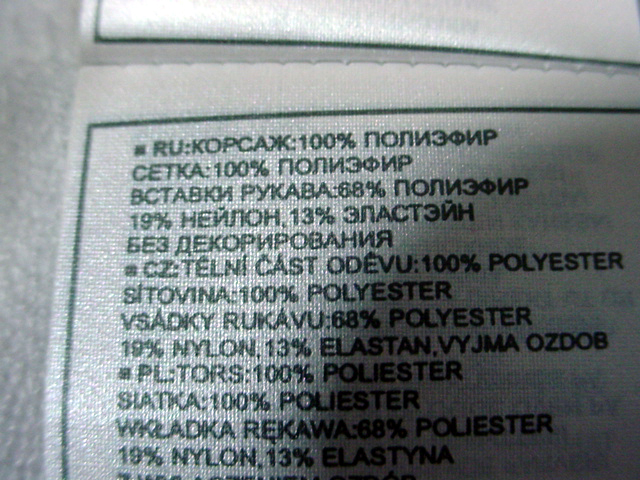 ▪ RU:КОРСАЖ:100% ПОЛИЭФИР
СЕТКА:100% ПОЛИЭФИР
ВСТАВКИ РУКАВА:68% ПОЛИЭФИР
19% НЕЙЛОН,13% ЭЛАСТЭЙН
БЕЗ ДЕКОРИРОВАНИЯ
▪ CZ:TĚLNÍ ČÁST ODĚVU:100% POLYESTER
SÍŤOVINA:100% POLYESTER
VSADKY RUKÁVU:68% POLYESTER
19% NYLON,13% ELASTAN,VYJMA OZDOB
▪ PL:TORS:100% POLIESTER
SIATKA:100% POLIESTER
WKŁADKA RĘKAWA:68% POLIESTER
19% NYLON,13% ELASTYNA